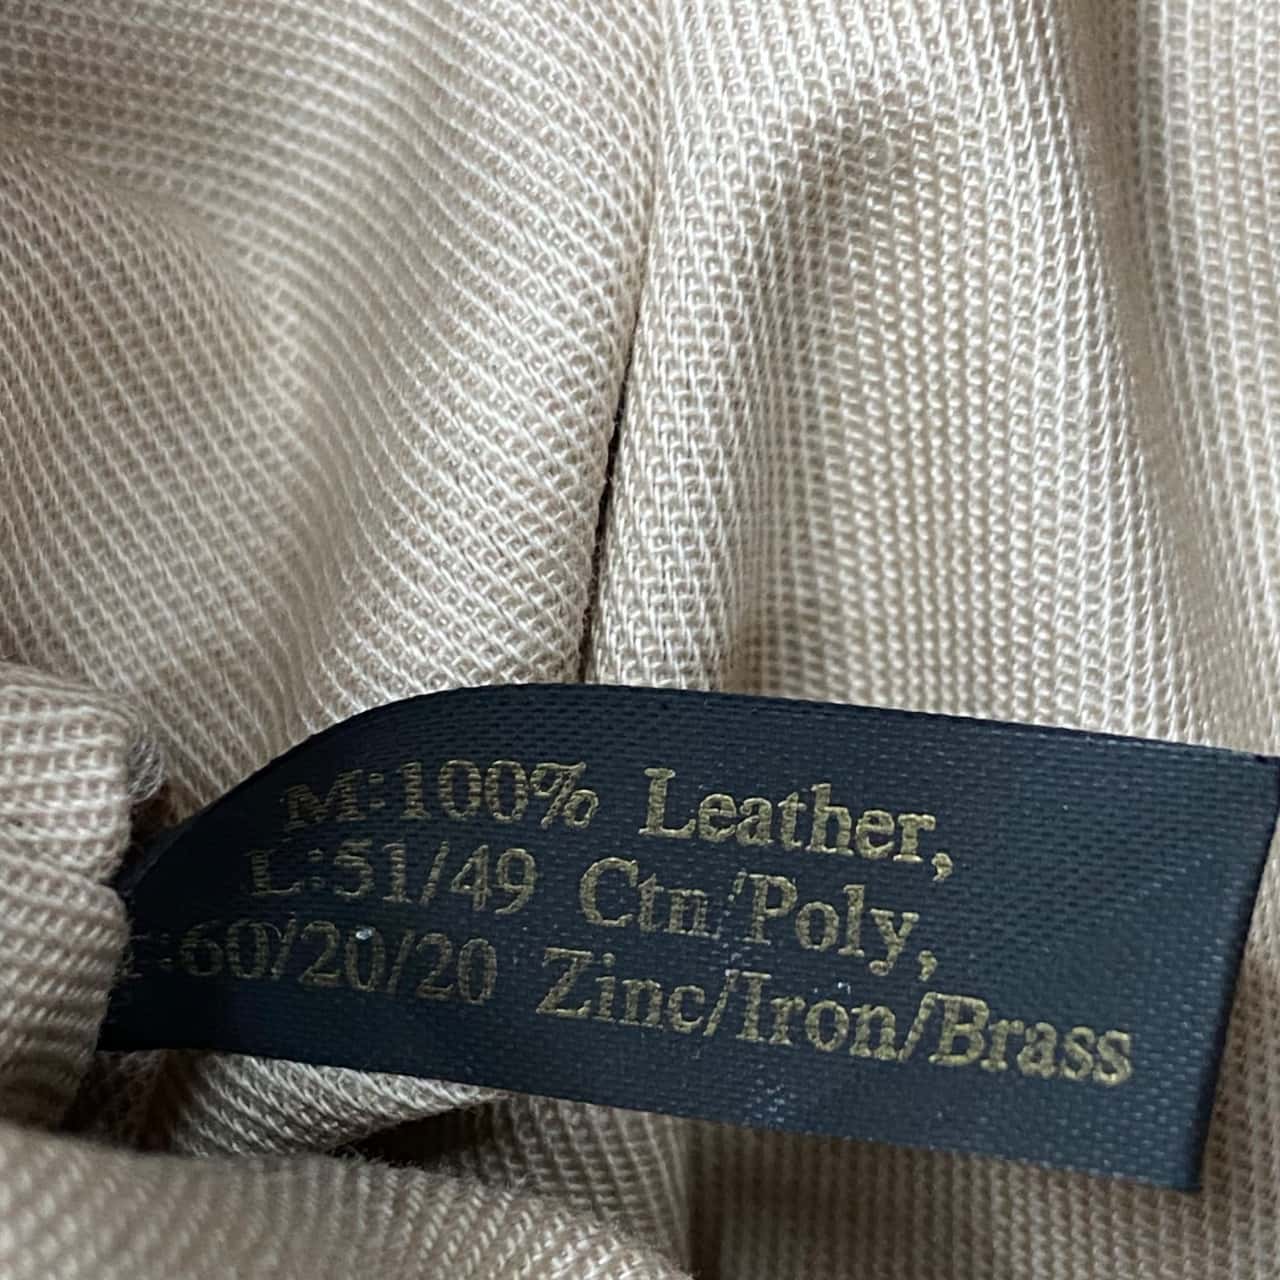 M:100% Leather,
L:51/49 Ctn/Poly,
:60/20/20 Zinc/Iron/Brass